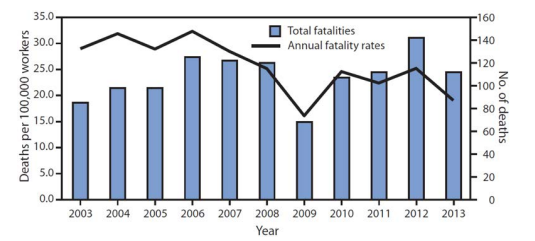 35.0
30.0
25.0
20.0
15.0
10.0
5.0
0.0
Deaths per 100,000 workers
Total fatalities
Annual fatality rates
160
140
120
100
80
60
40
20
0
No. of deaths
2003 2004 2005 2006 2007 2008 2009 2010 2011 2012 2013
Year